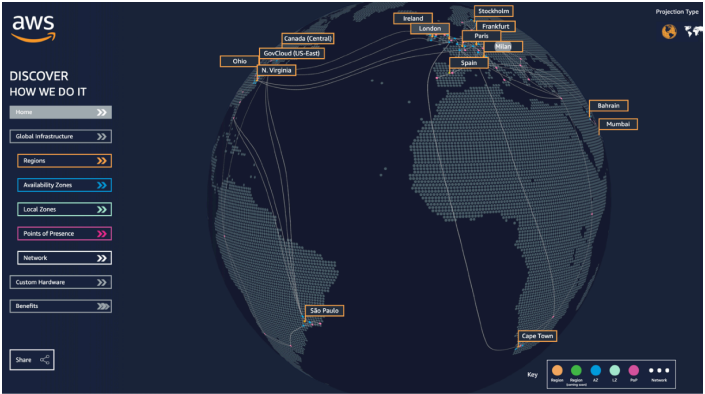 aws
DISCOVER
HOW WE DO IT
Home
Global Infrastructure
Regions
Availability Zones
Local Zones
Points of Presence
Network
Custom Hardware
Benefits
Share
Ireland
London
Stockholm
Frankfurt
Paris
Milan
Spain
Canada (Central)
GovCloud (US-East)
Ohio
N. Virginia
Bahrain
Mumbai
São Paulo
Cape Town
Projection Type
Key
Region
Region
(coming soon)
AZ
LZ
PoP
Network